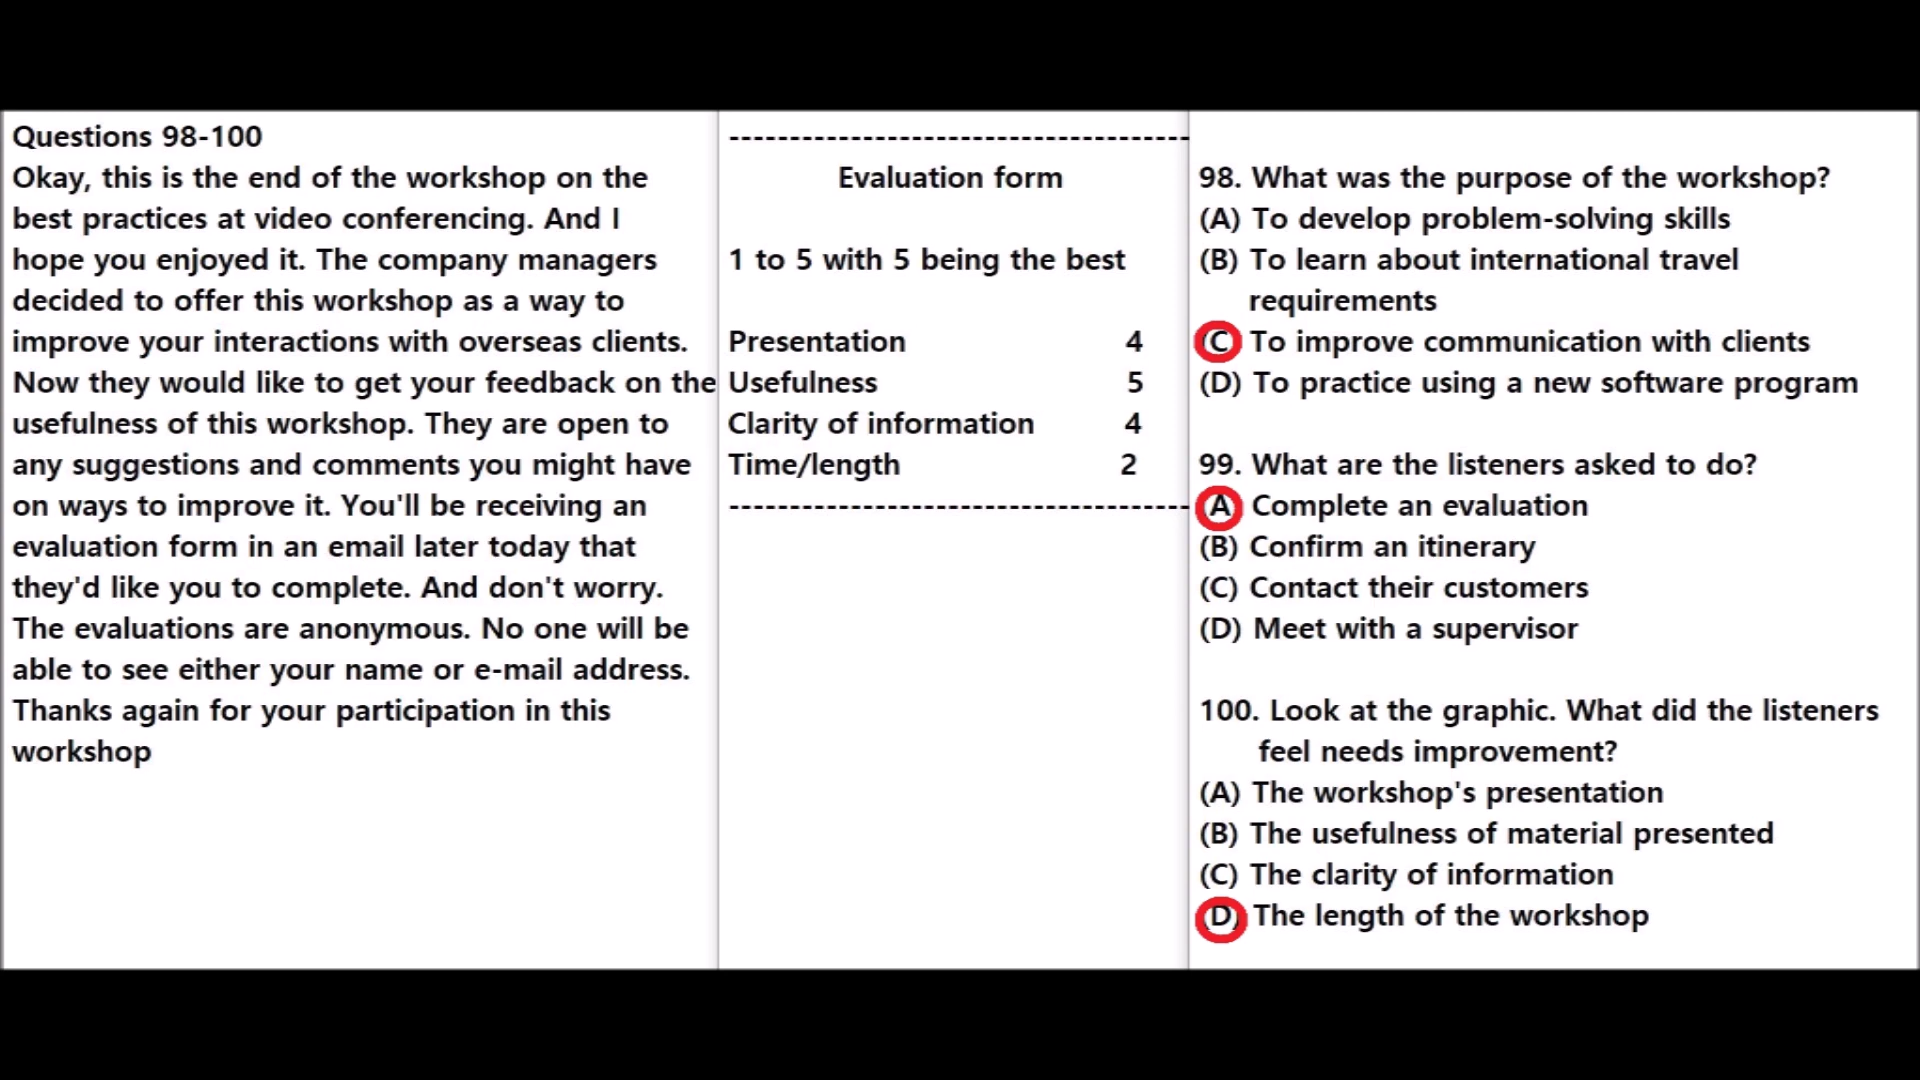 Questions 98-100
Okay, this is the end of the workshop on the
best practices at video conferencing. And I
hope you enjoyed it. The company managers
decided to offer this workshop as a way to
improve your interactions with overseas clients.
Now they would like to get your feedback on the
usefulness of this workshop. They are open to
any suggestions and comments you might have
on ways to improve it. You'll be receiving an
evaluation form in an email later today that
they'd like you to complete. And don't worry.
The evaluations are anonymous. No one will be
able to see either your name or e-mail address.
Thanks again for your participation in this
workshop
--------------------------------------
Evaluation form
1 to 5 with 5 being the best
Presentation 4
Usefulness 5
Clarity of information 4
Time/length 2
--------------------------------------
98. What was the purpose of the workshop?
(A) To develop problem-solving skills
(B) To learn about international travel
requirements
(C) To improve communication with clients
(D) To practice using a new software program
99. What are the listeners asked to do?
(A) Complete an evaluation
(B) Confirm an itinerary
(C) Contact their customers
(D) Meet with a supervisor
100. Look at the graphic. What did the listeners
feel needs improvement?
(A) The workshop's presentation
(B) The usefulness of material presented
(C) The clarity of information
(D) The length of the workshop